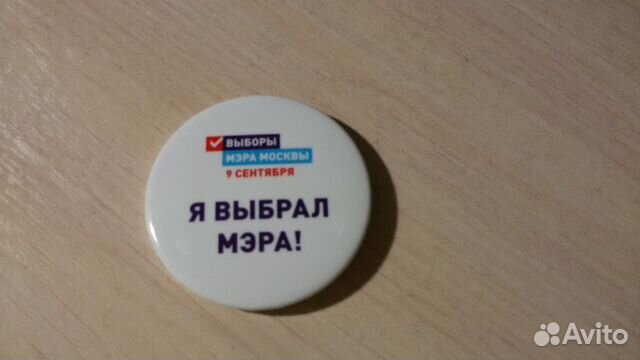 ВЫБОРЫ
МЭРА МОСКВЫ
9 СЕНТЯБРЯ
Я ВЫБРАЛ
МЭРА!
Avito